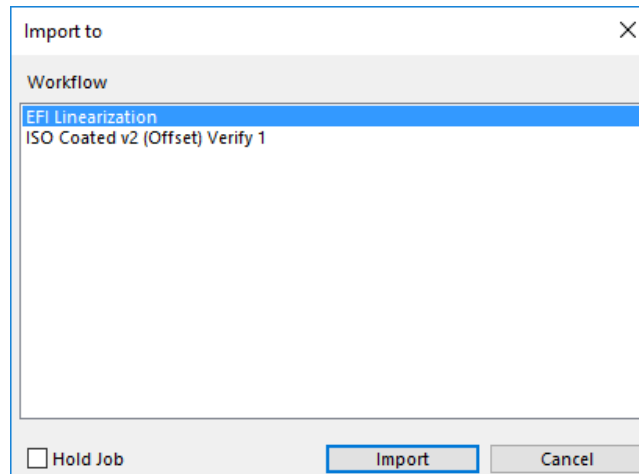 Import to
Workflow
EFI Linearization
ISO Coated v2 (Offset) Verify 1
Hold Job
Import
Cancel